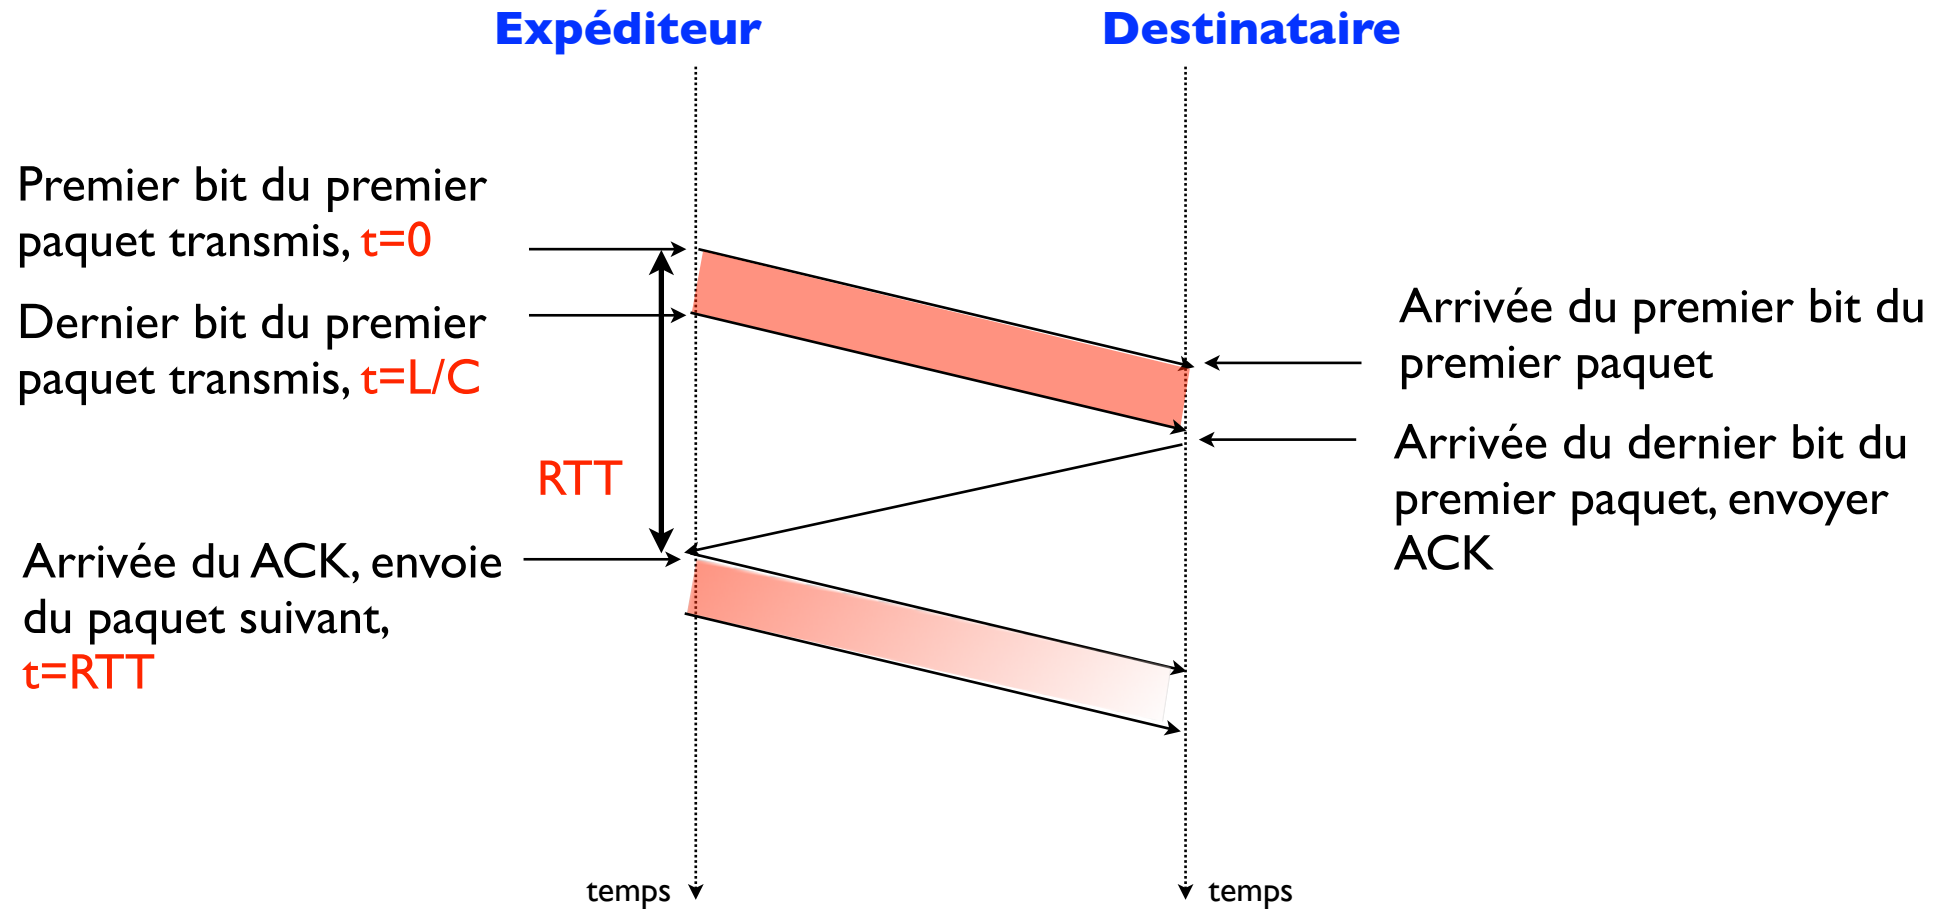 Expéditeur
Destinataire
Premier bit du premier
paquet transmis, t=0
Dernier bit du premier
paquet transmis, t=L/C
RTT
Arrivée du ACK, envoie
du paquet suivant,
t=RTT
Arrivée du premier bit du
premier paquet
Arrivée du dernier bit du
premier paquet, envoyer
ACK
temps
temps